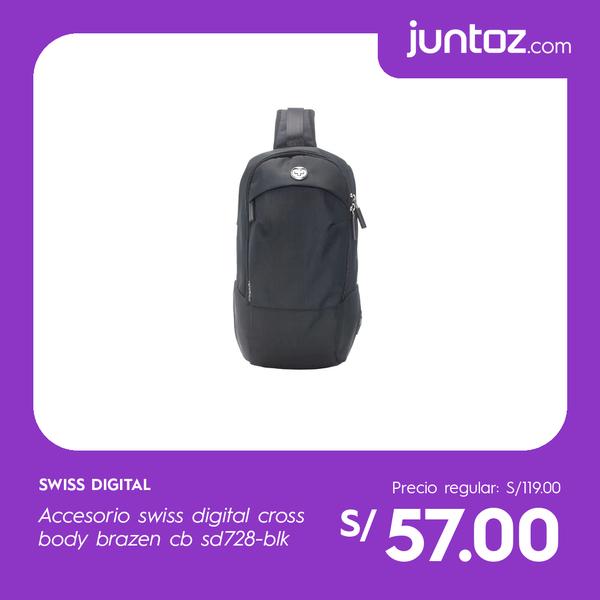 juntoz.com
SWISS DIGITAL
Accesorio swiss digital cross
body brazen cb sd728-blk
Precio regular: S/119.00
S/ 57.00